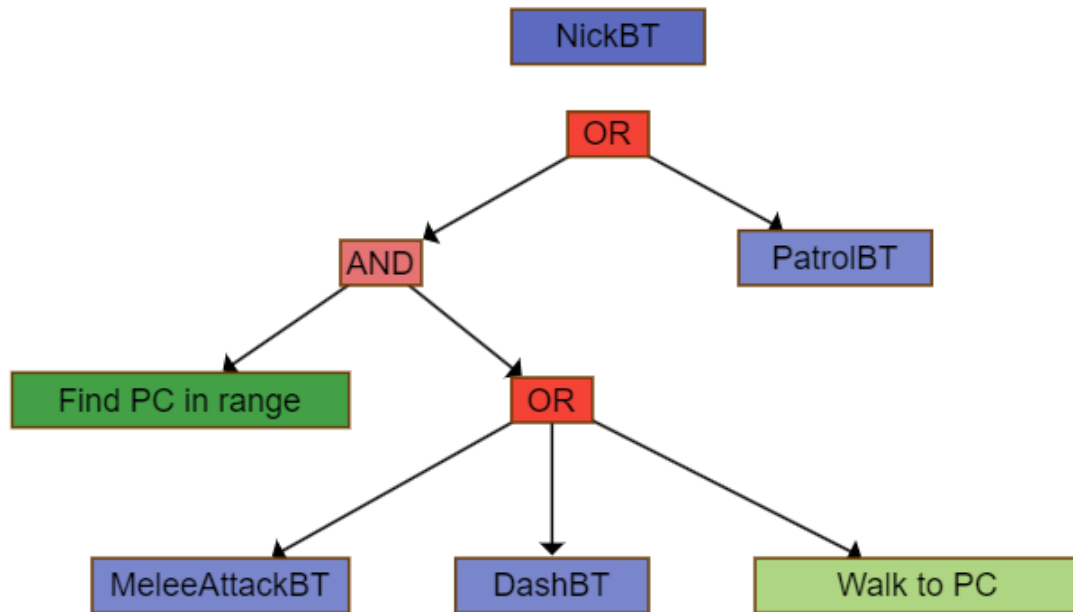 NickBT
OR
AND
PatrolBT
Find PC in range
OR
MeleeAttackBT
DashBT
Walk to PC